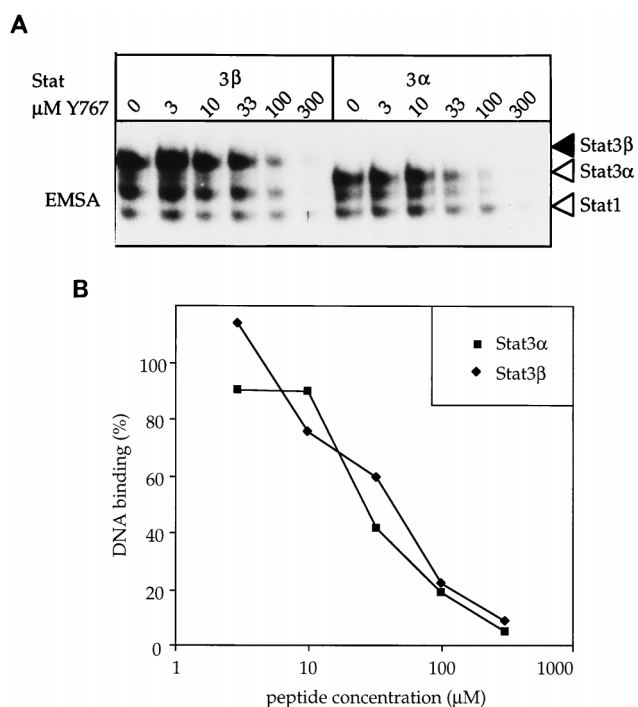 A
Stat 3β 3α
μM Y767 0 3 10 33 100 300 0 3 10 33 100 300
Stat3β
Stat3α
EMSA
Stat1
B
Stat3α
Stat3β
100
80
60
40
20
0
DNA binding (%)
1 10 100 1000
peptide concentration (μM)